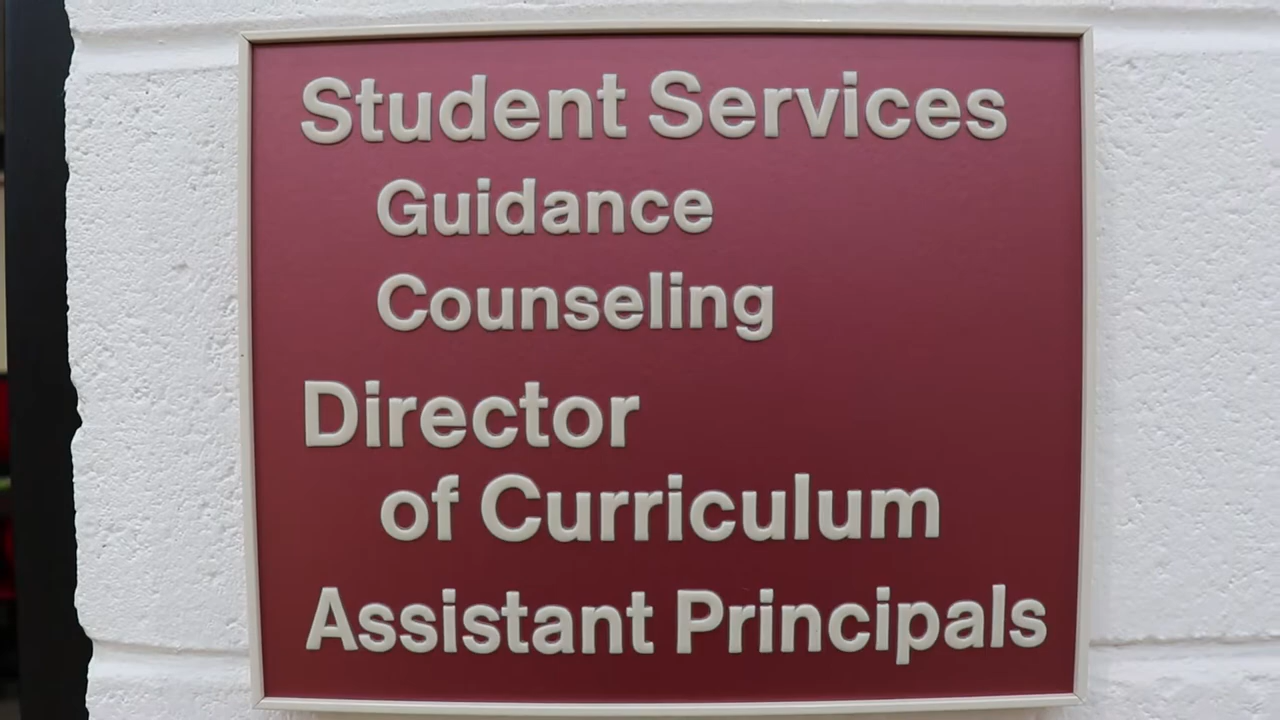 Student Services
Guidance
Counseling
Director
of Curriculum
Assistant Principals